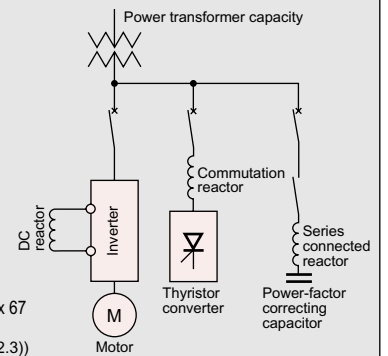 Power transformer capacity
Commutation
reactor
DC
reactor
Inverter
Series
connected
reactor
Thyristor
converter
Power-factor
correcting
capacitor
x 67
M
2.3))
Motor